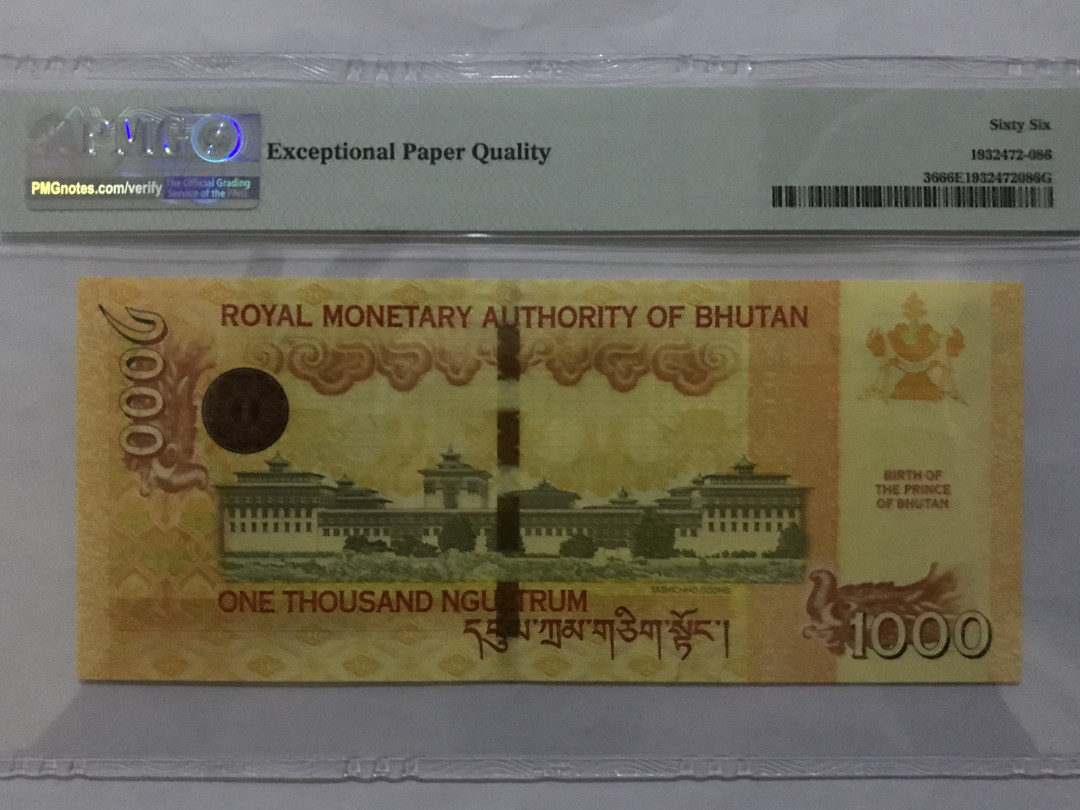 PMG
PMGnotes.com/verify
The Official Grading
Service of the PNG
Exceptional Paper Quality
Sixty Six
1932472-086
3666E1932472086G
ROYAL MONETARY AUTHORITY OF BHUTAN
1000
BIRTH OF
THE PRINCE
OF BHUTAN
TASHICHHO DZONG
ONE THOUSAND NGULTRUM
དངུལ་ཀྲམ་གཅིག་སྟོང་།
1000